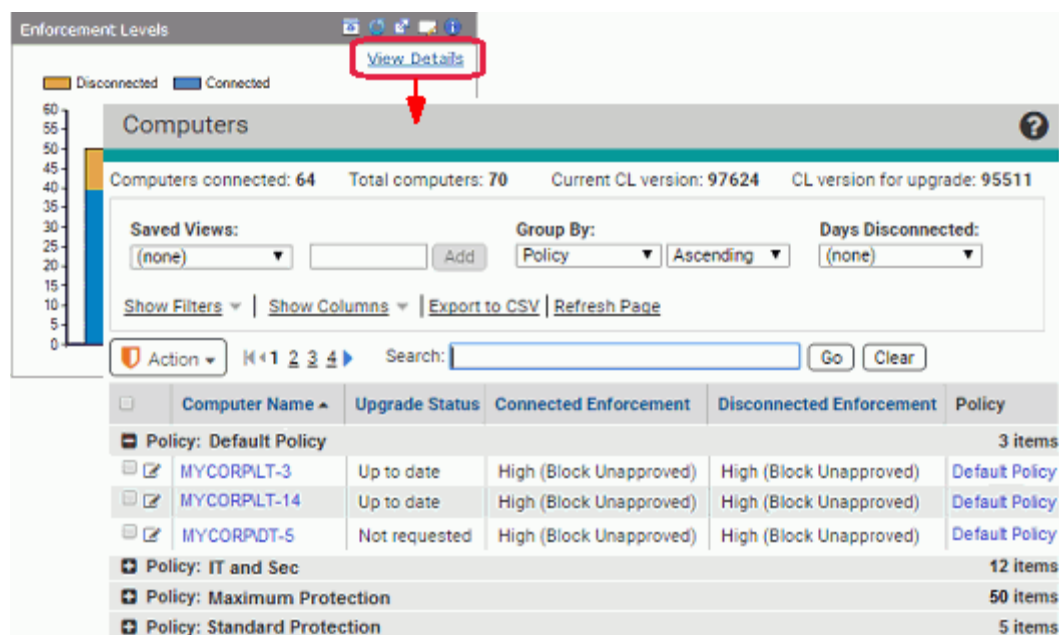 Enforcement Levels
View Details
Disconnected Connected
60
55
50
45
40
35
30
25
20
15
10
5
0
Computers
Computers connected: 64 Total computers: 70 Current CL version: 97624 CL version for upgrade: 95511
Saved Views: Group By: Days Disconnected:
(none) Add Policy Ascending (none)
Show Filters Show Columns Export to CSV Refresh Page
Action 1 2 3 4 Search: Go Clear
Computer Name Upgrade Status Connected Enforcement Disconnected Enforcement Policy
Policy: Default Policy 3 items
MYCORP\LT-3 Up to date High (Block Unapproved) High (Block Unapproved) Default Policy
MYCORP\LT-14 Up to date High (Block Unapproved) High (Block Unapproved) Default Policy
MYCORP\DT-5 Not requested High (Block Unapproved) High (Block Unapproved) Default Policy
Policy: IT and Sec 12 items
Policy: Maximum Protection 50 items
Policy: Standard Protection 5 items